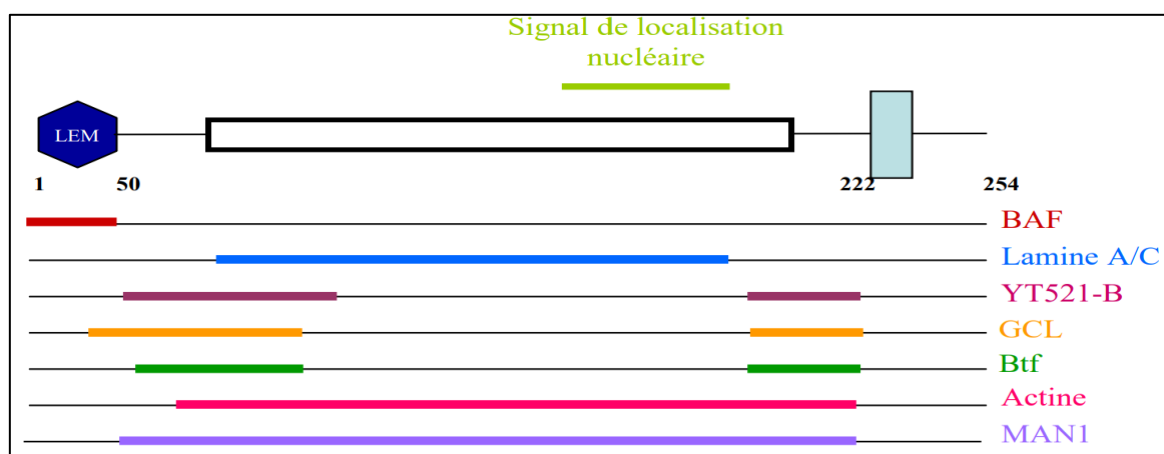 Signal de localisation
nucléaire
LEM
1 50 222 254
BAF
Lamine A/C
YT521-B
GCL
Btf
Actine
MAN1